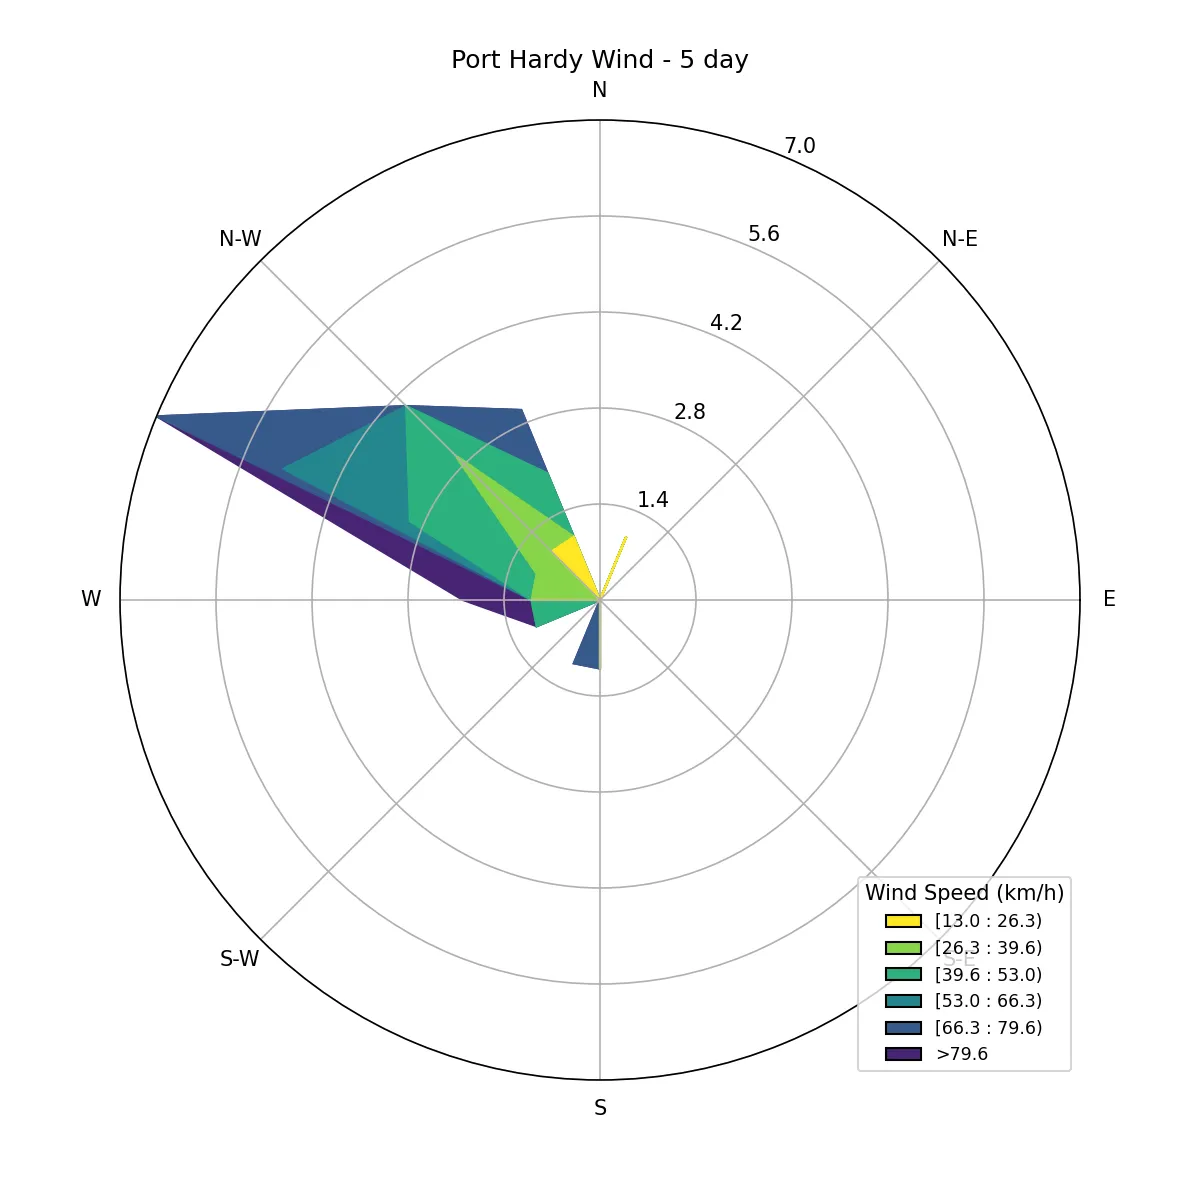 Port Hardy Wind - 5 day
N
7.0
N-W
5.6
N-E
4.2
2.8
1.4
W
E
Wind Speed (km/h)
[13.0 : 26.3)
[26.3 : 39.6)
S-W
S-E
[39.6 : 53.0)
[53.0 : 66.3)
[66.3 : 79.6)
>79.6
S